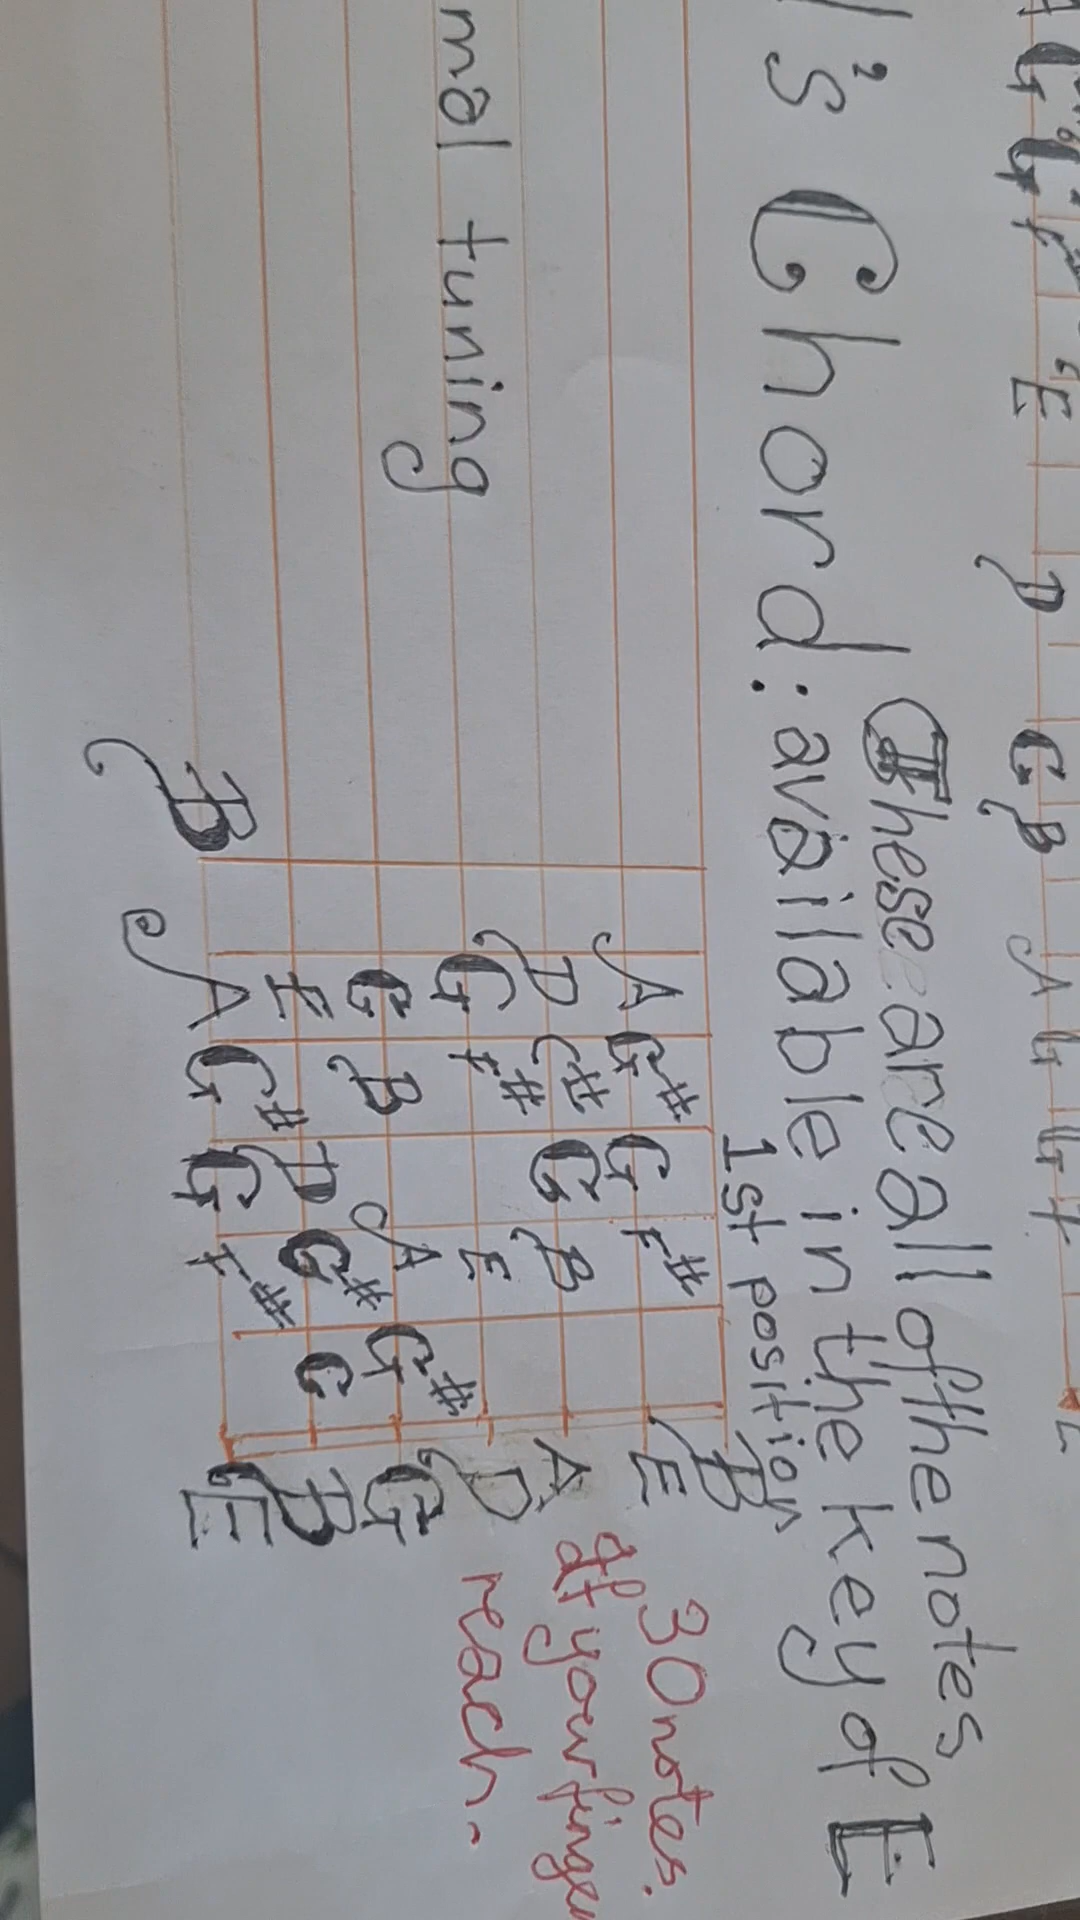 E D C B A G
These are all of the notes
's Chord: available in the key of E
1st position
B
A G# G F# E
30 notes.
D C# C B A
at your finge
G F# E D
reach.
mal tuning
C B A G# G
E D C# C B
B A G# G F# E